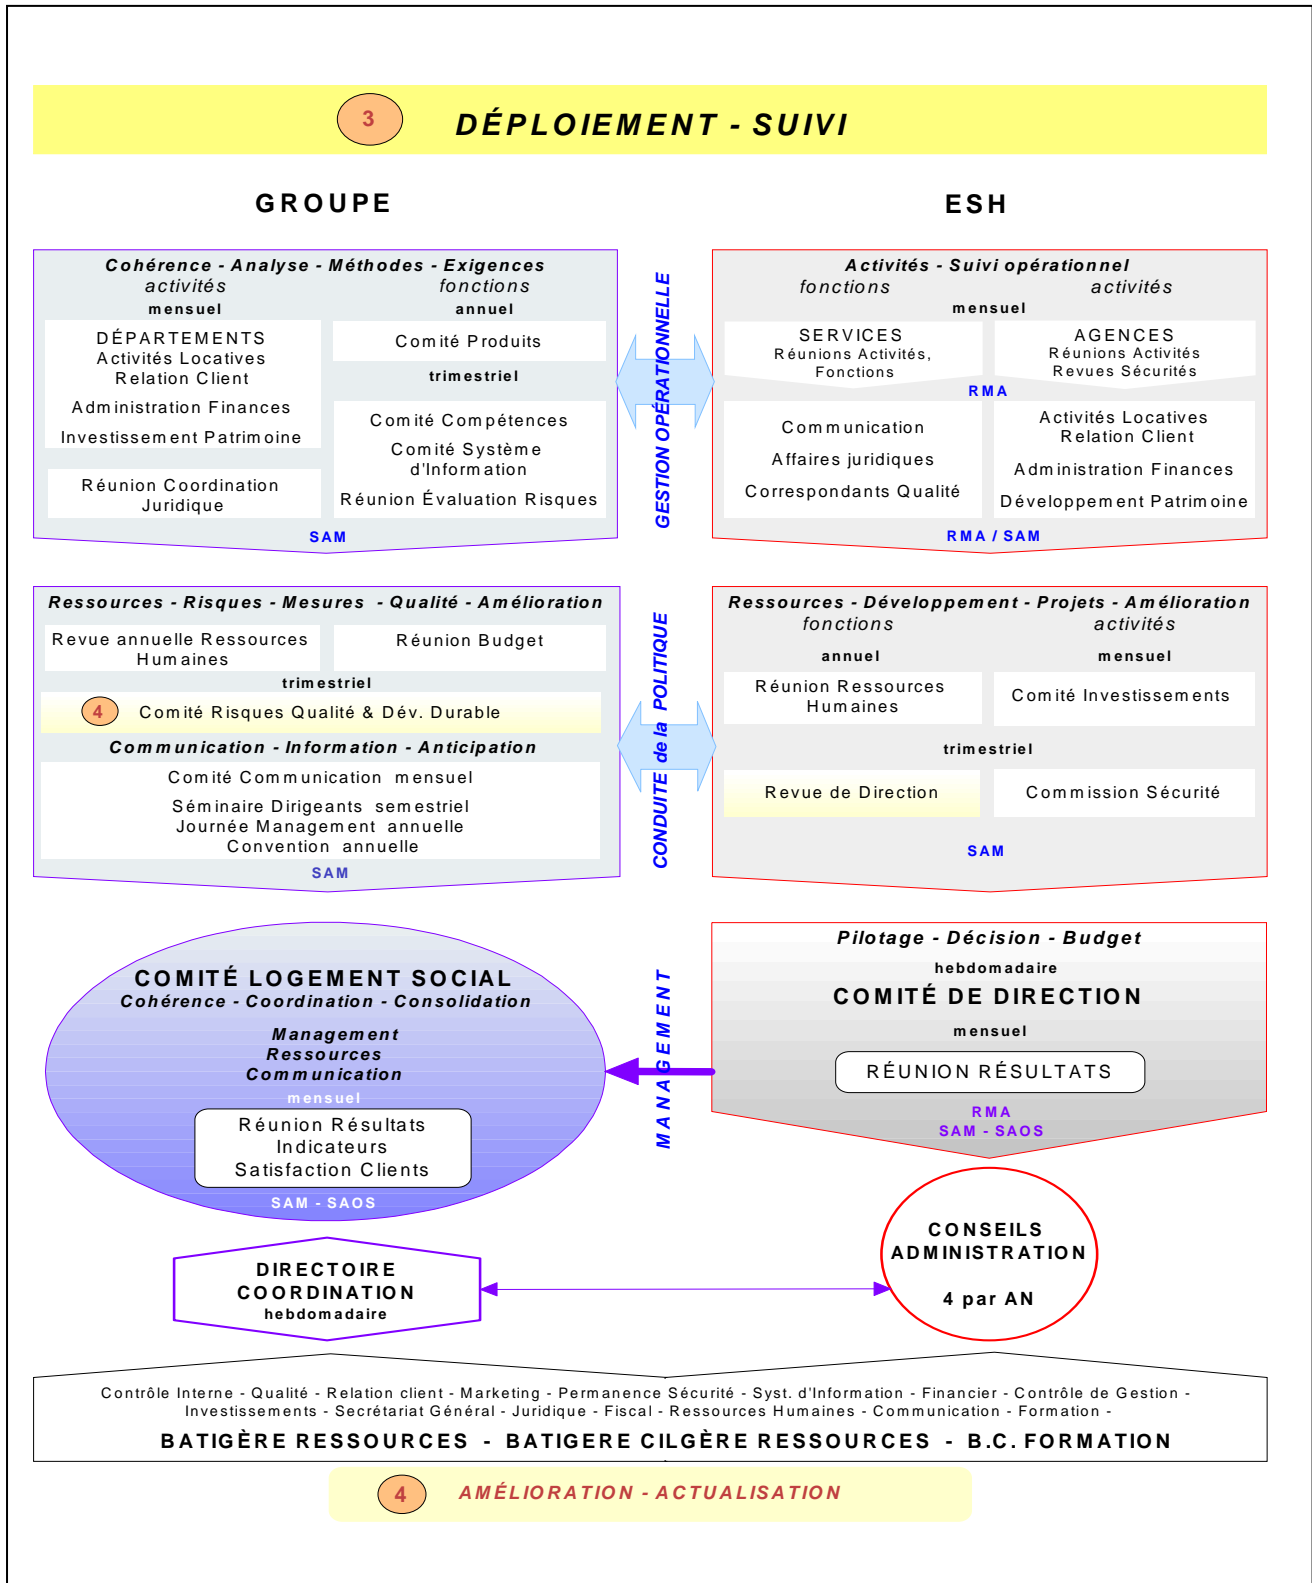 3 DÉPLOIEMENT - SUIVI
GROUPE
Cohérence - Analyse - Méthodes - Exigences
activités
fonctions
mensuel
annuel
DÉPARTEMENTS
Activités Locatives
Relation Client
Administration Finances
Investissement Patrimoine
Réunion Coordination
Juridique
Comité Produits
trimestriel
Comité Compétences
Comité Système
d'Information
Réunion Évaluation Risques
SAM
GESTION OPÉRATIONNELLE
ESH
Activités - Suivi opérationnel
fonctions
activités
mensuel
SERVICES
Réunions Activités,
Fonctions
AGENCES
Réunions Activités
Revues Sécurités
RMA
Communication
Affaires juridiques
Correspondants Qualité
Activités Locatives
Relation Client
Administration Finances
Développement Patrimoine
RMA / SAM
Ressources - Risques - Mesures - Qualité - Amélioration
Revue annuelle Ressources
Humaines
Réunion Budget
trimestriel
4 Comité Risques Qualité & Dév. Durable
Communication - Information - Anticipation
Comité Communication mensuel
Séminaire Dirigeants semestriel
Journée Management annuelle
Convention annuelle
SAM
CONDUITE de la POLITIQUE
Ressources - Développement - Projets - Amélioration
fonctions
activités
annuel
mensuel
Réunion Ressources
Humaines
Comité Investissements
trimestriel
Revue de Direction
Commission Sécurité
SAM
COMITÉ LOGEMENT SOCIAL
Cohérence - Coordination - Consolidation
Management
Ressources
Communication
mensuel
Réunion Résultats
Indicateurs
Satisfaction Clients
SAM - SAOS
MANAGEMENT
Pilotage - Décision - Budget
hebdomadaire
COMITÉ DE DIRECTION
mensuel
RÉUNION RÉSULTATS
RMA
SAM - SAOS
DIRECTOIRE
COORDINATION
hebdomadaire
CONSEILS
ADMINISTRATION
4 par AN
Contrôle Interne - Qualité - Relation client - Marketing - Permanence Sécurité - Syst. d'Information - Financier - Contrôle de Gestion -
Investissements - Secrétariat Général - Juridique - Fiscal - Ressources Humaines - Communication - Formation -
BATIGÈRE RESSOURCES - BATIGERE CILGÈRE RESSOURCES - B.C. FORMATION
4 AMÉLIORATION - ACTUALISATION